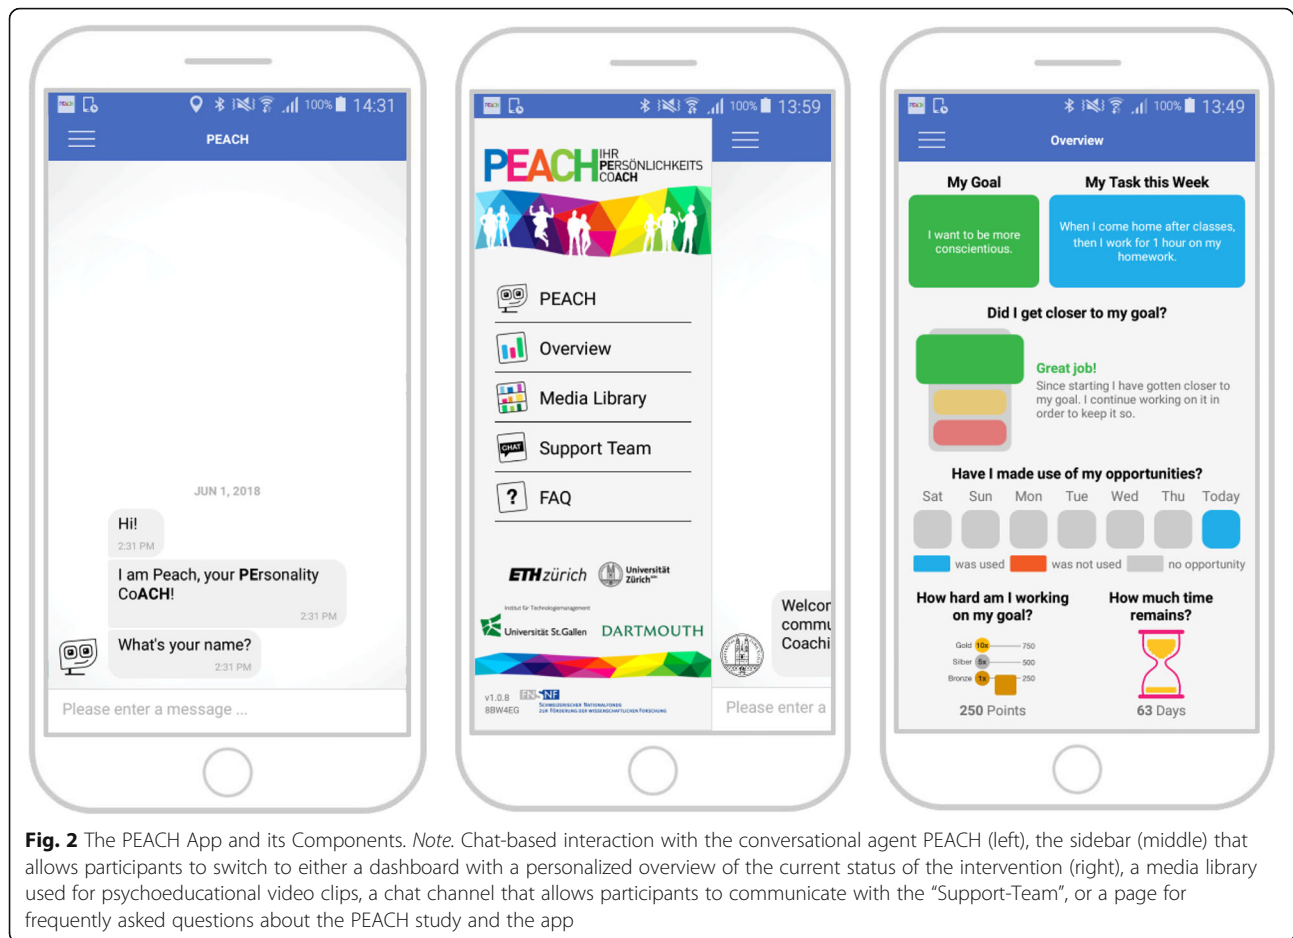 100% 14:31
PEACH
JUN 1, 2018
Hi!
2:31 PM
I am Peach, your PErsonality
CoACH!
2:31 PM
What's your name?
2:31 PM
Please enter a message ...
100% 13:59
PEACH IHR
PERSÖNLICHKEITS
COACH
PEACH
Overview
Media Library
CHAT
Support Team
?
FAQ
ETH zürich
Universität
Zürich
Institut für Technologiemanagement
Universität St.Gallen
DARTMOUTH
v1.0.8
8BW4EG
FNSNF
SCHWEIZERISCHER NATIONALFONDS
ZUR FÖRDERUNG DER WISSENSCHAFTLICHEN FORSCHUNG
Welcor
commu
Coachi
Please enter a
100% 13:49
Overview
My Goal
I want to be more
conscientious.
My Task this Week
When I come home after classes,
then I work for 1 hour on my
homework.
Did I get closer to my goal?
Great job!
Since starting I have gotten closer to
my goal. I continue working on it in
order to keep it so.
Have I made use of my opportunities?
Sat Sun Mon Tue Wed Thu Today
was used was not used no opportunity
How hard am I working
on my goal?
Gold 10x 750
Silber 5x 500
Bronze 1x 250
250 Points
How much time
remains?
63 Days
Fig. 2 The PEACH App and its Components. Note. Chat-based interaction with the conversational agent PEACH (left), the sidebar (middle) that
allows participants to switch to either a dashboard with a personalized overview of the current status of the intervention (right), a media library
used for psychoeducational video clips, a chat channel that allows participants to communicate with the “Support-Team”, or a page for
frequently asked questions about the PEACH study and the app